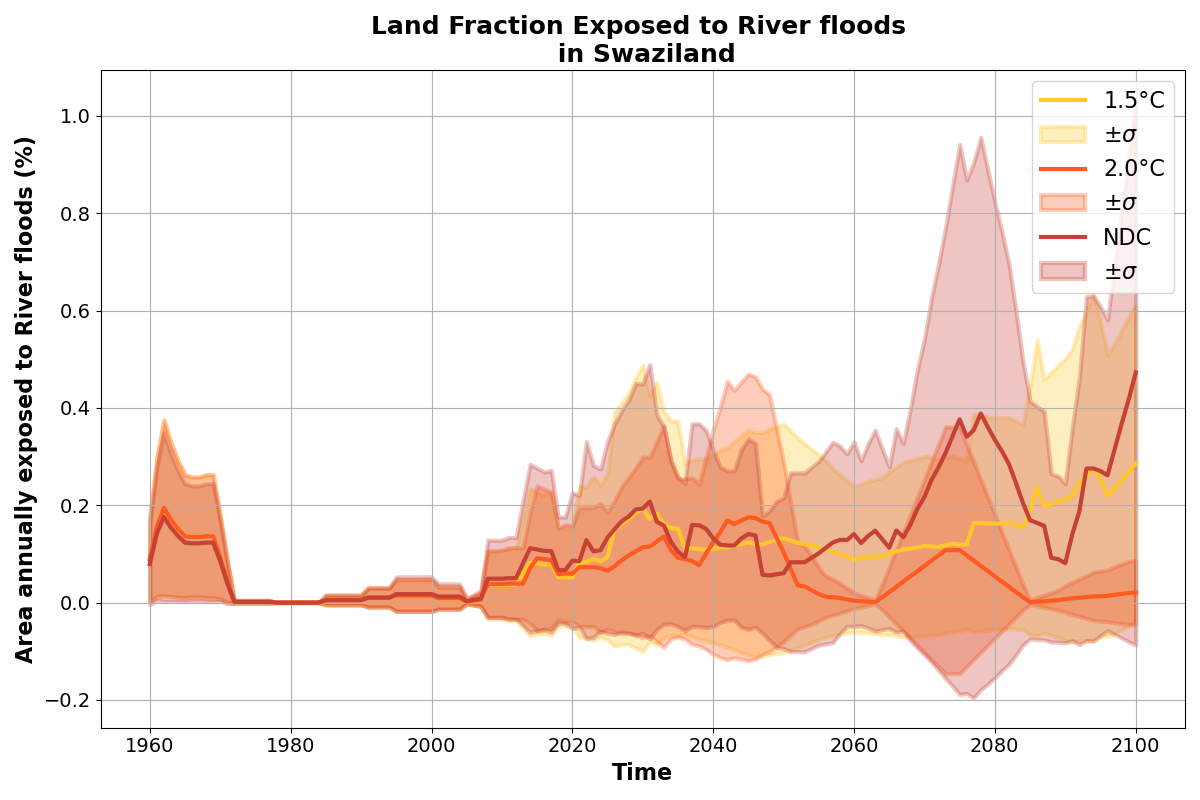 Land Fraction Exposed to River floods
in Swaziland
Area annually exposed to River floods (%)
1.0
0.8
0.6
0.4
0.2
0.0
−0.2
1960
1980
2000
2020
2040
2060
2080
2100
Time
1.5°C
±σ
2.0°C
±σ
NDC
±σ